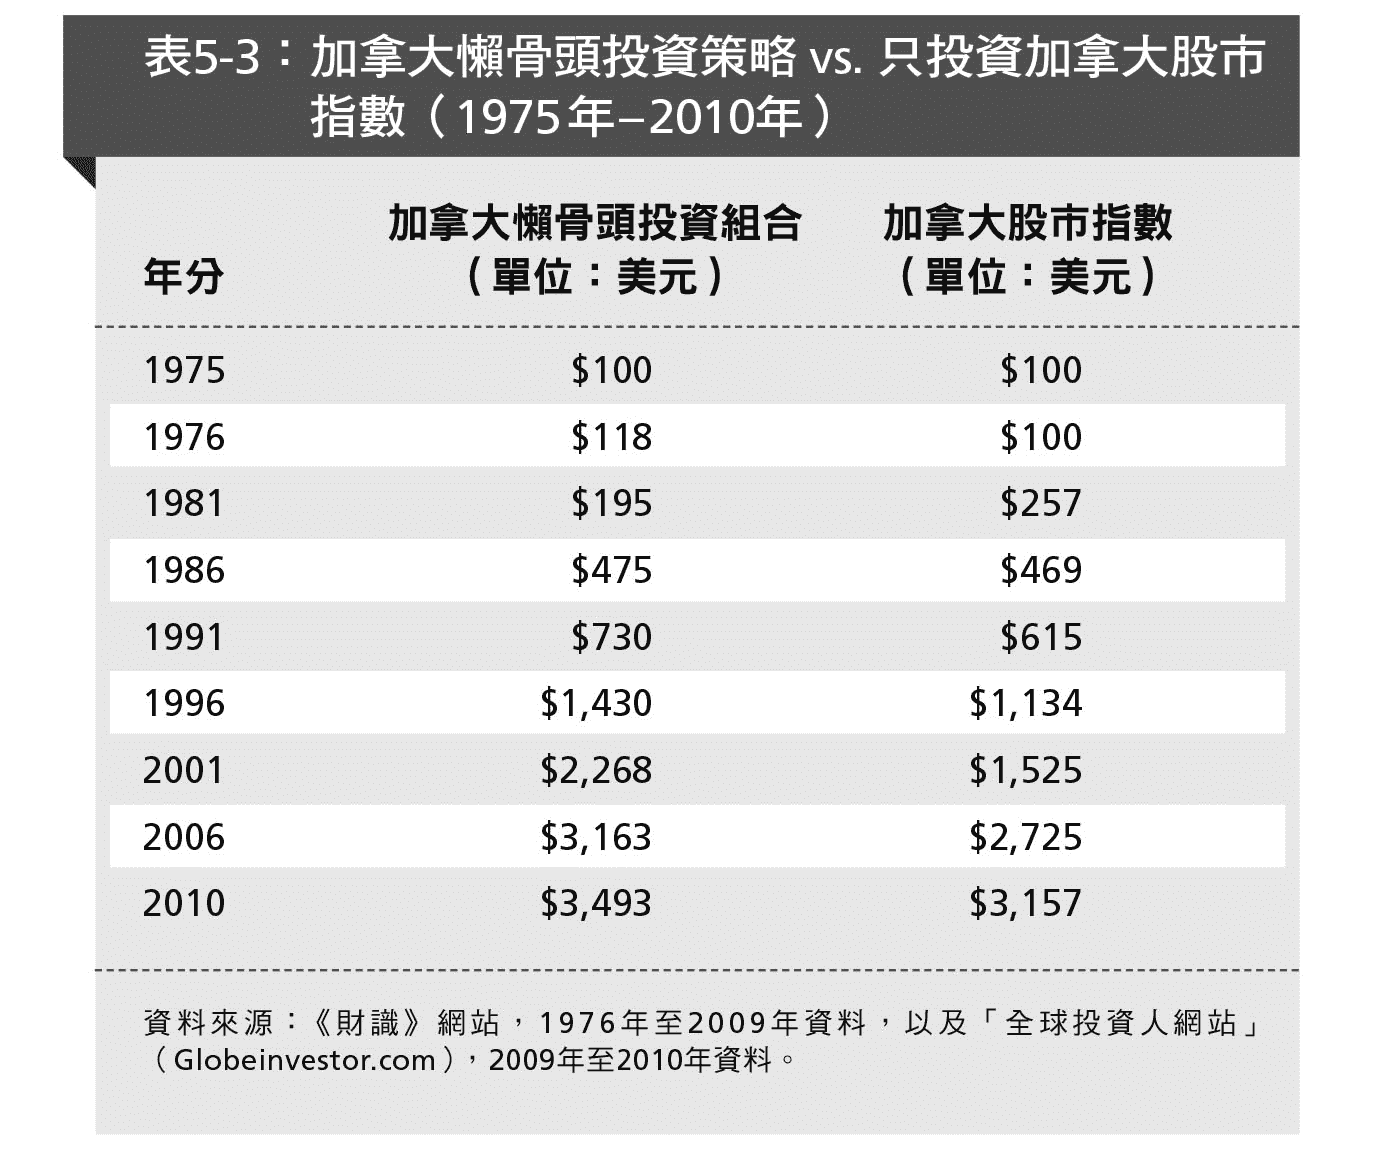 表5-3：加拿大懶骨頭投資策略 vs. 只投資加拿大股市
指數（1975年–2010年）
加拿大懶骨頭投資組合 加拿大股市指數
年分 （單位：美元） （單位：美元）
1975 $100 $100
1976 $118 $100
1981 $195 $257
1986 $475 $469
1991 $730 $615
1996 $1,430 $1,134
2001 $2,268 $1,525
2006 $3,163 $2,725
2010 $3,493 $3,157
資料來源：《財識》網站，1976年至2009年資料，以及「全球投資人網站」
（Globeinvestor.com），2009年至2010年資料。